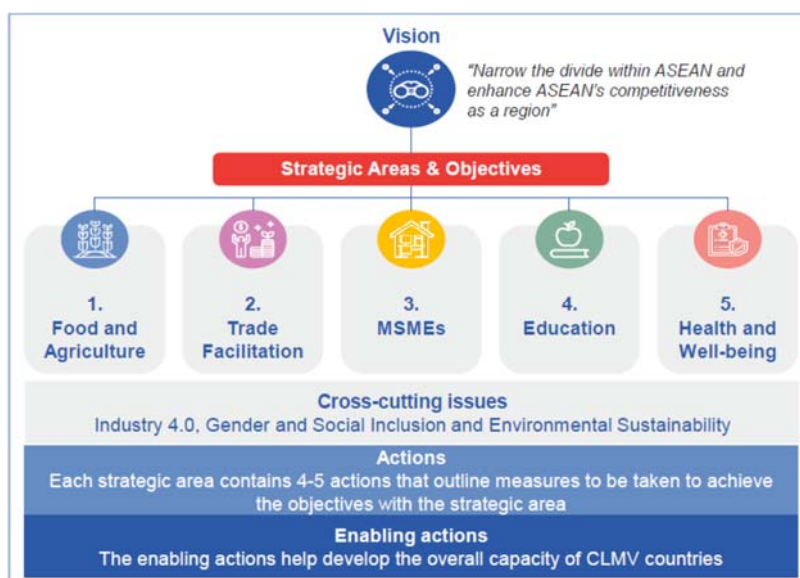 Vision
"Narrow the divide within ASEAN and
enhance ASEAN's competitiveness
as a region"
Strategic Areas & Objectives
1.
Food and
Agriculture
2.
Trade
Facilitation
3.
MSMEs
4.
Education
5.
Health and
Well-being
Cross-cutting issues
Industry 4.0, Gender and Social Inclusion and Environmental Sustainability
Actions
Each strategic area contains 4-5 actions that outline measures to be taken to achieve
the objectives with the strategic area
Enabling actions
The enabling actions help develop the overall capacity of CLMV countries